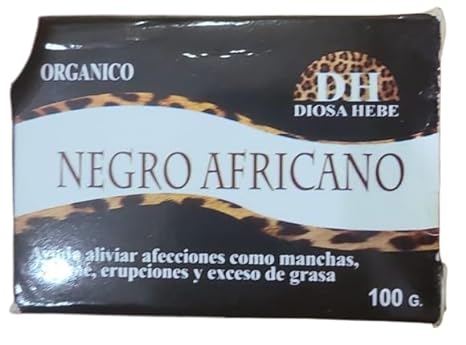 ORGANICO
DH
DIOSA HEBE
NEGRO AFRICANO
aliviar afecciones como manchas,
erupciones y exceso de grasa
100 G.